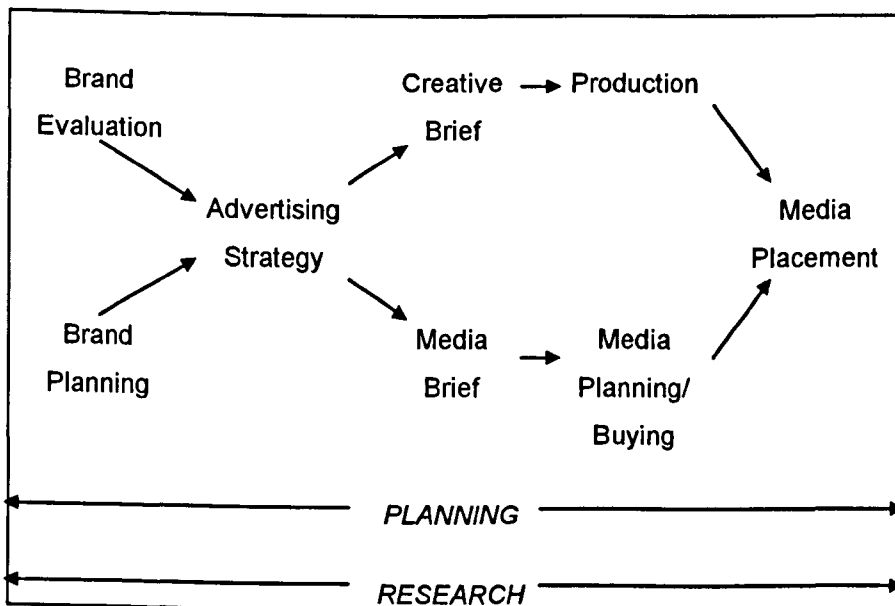 Brand
Evaluation
Creative
Brief
Production
Advertising
Strategy
Media
Placement
Brand
Planning
Media
Brief
Media
Planning/
Buying
PLANNING
RESEARCH